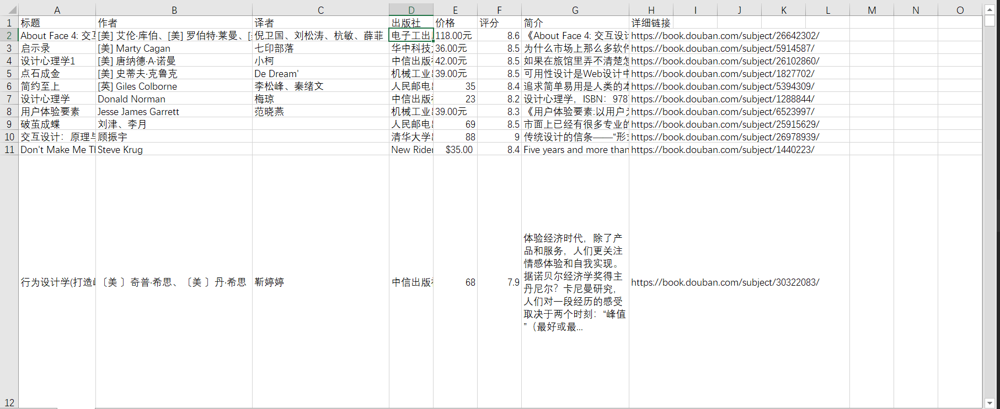 A B C D E F G H I J K L M N O
1 标题 作者 译者 出版社 价格 评分 简介 详细链接
2 About Face 4: 交互 [美] 艾伦·库伯、[美] 罗伯特·莱曼、[ 倪卫国、刘松涛、杭敏、薛菲 电子工出 118.00元 8.6 《About Face 4: 交互设计 https://book.douban.com/subject/26642302/
3 启示录 [美] Marty Cagan 七印部落 华中科技 36.00元 8.5 为什么市场上那么多软件 https://book.douban.com/subject/5914587/
4 设计心理学1 [美] 唐纳德·A·诺曼 小柯 中信出版 42.00元 8.5 如果在旅馆里弄不清楚怎 https://book.douban.com/subject/26102860/
5 点石成金 [美] 史蒂夫·克鲁克 De Dream' 机械工业 39.00元 8.5 可用性设计是Web设计中 https://book.douban.com/subject/1827702/
6 简约至上 [英] Giles Colborne 李松峰、秦绪文 人民邮电 35 8.4 追求简单易用是人类的本 https://book.douban.com/subject/5394309/
7 设计心理学 Donald Norman 梅琼 中信出版 23 8.2 设计心理学，ISBN：978 https://book.douban.com/subject/1288844/
8 用户体验要素 Jesse James Garrett 范晓燕 机械工业 39.00元 8.3 《用户体验要素:以用户 https://book.douban.com/subject/6523997/
9 破茧成蝶 刘津、李月 人民邮电 69 8.5 市面上已经有很多专业的 https://book.douban.com/subject/25915629/
10 交互设计：原理与 顾振宇 清华大学 88 9 传统设计的信条——“形 https://book.douban.com/subject/26978939/
11 Don't Make Me Th Steve Krug New Rider $35.00 8.4 Five years and more than https://book.douban.com/subject/1440223/
体验经济时代，除了产
品和服务，人们更关注
情感体验和自我实现。
据诺贝尔经济学奖得主
行为设计学(打造 〔美 〕奇普·希思、〔美 〕丹·希思 靳婷婷 中信出版 68 7.9 丹尼尔？卡尼曼研究， https://book.douban.com/subject/30322083/
人们对一段经历的感受
取决于两个时刻：“峰值
”（最好或最...
12